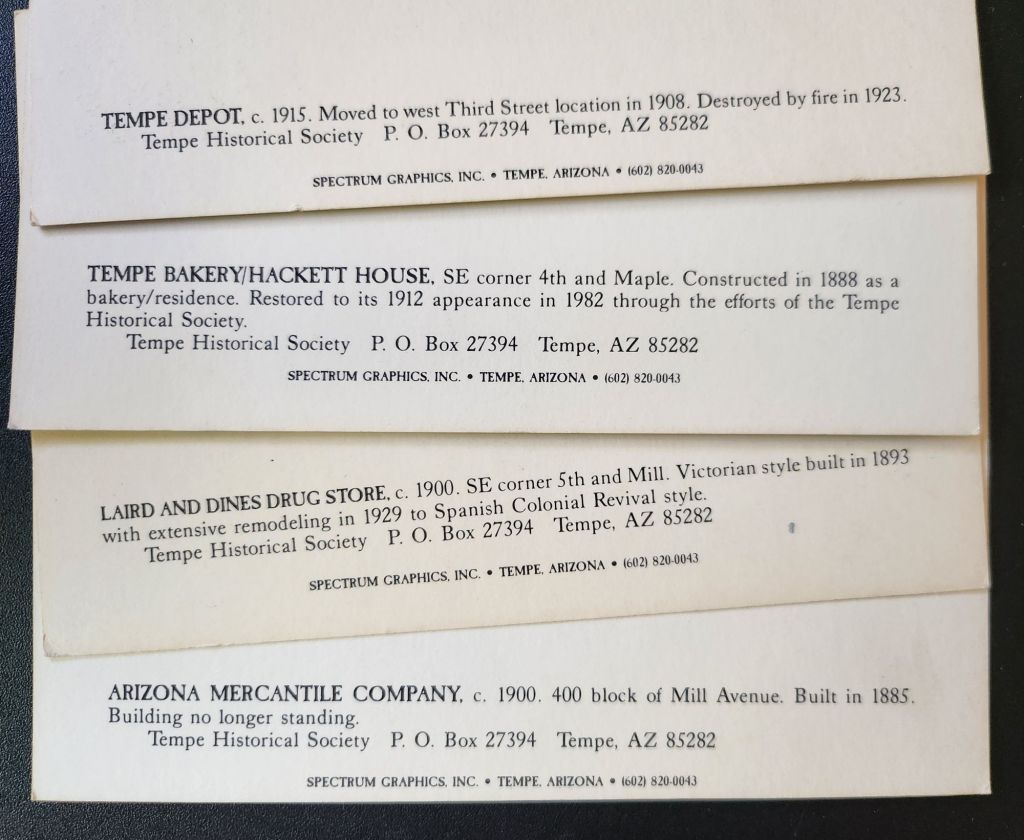 TEMPE DEPOT, c. 1915. Moved to west Third Street location in 1908. Destroyed by fire in 1923.
Tempe Historical Society P. O. Box 27394 Tempe, AZ 85282
SPECTRUM GRAPHICS, INC. • TEMPE, ARIZONA • (602) 820-0043
TEMPE BAKERY/HACKETT HOUSE, SE corner 4th and Maple. Constructed in 1888 as a
bakery/residence. Restored to its 1912 appearance in 1982 through the efforts of the Tempe
Historical Society.
Tempe Historical Society P. O. Box 27394 Tempe, AZ 85282
SPECTRUM GRAPHICS, INC. • TEMPE, ARIZONA • (602) 820-0043
LAIRD AND DINES DRUG STORE, c. 1900. SE corner 5th and Mill. Victorian style built in 1893
with extensive remodeling in 1929 to Spanish Colonial Revival style.
Tempe Historical Society P. O. Box 27394 Tempe, AZ 85282
SPECTRUM GRAPHICS, INC. • TEMPE, ARIZONA • (602) 820-0043
ARIZONA MERCANTILE COMPANY, c. 1900. 400 block of Mill Avenue. Built in 1885.
Building no longer standing.
Tempe Historical Society P. O. Box 27394 Tempe, AZ 85282
SPECTRUM GRAPHICS, INC. • TEMPE, ARIZONA • (602) 820-0043